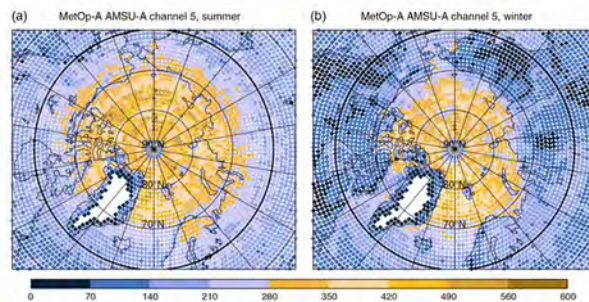 (a) MetOp-A AMSU-A channel 5, summer
(b) MetOp-A AMSU-A channel 5, winter
80°N
70°N
80°N
70°N
0 70 140 210 280 350 420 490 560 600